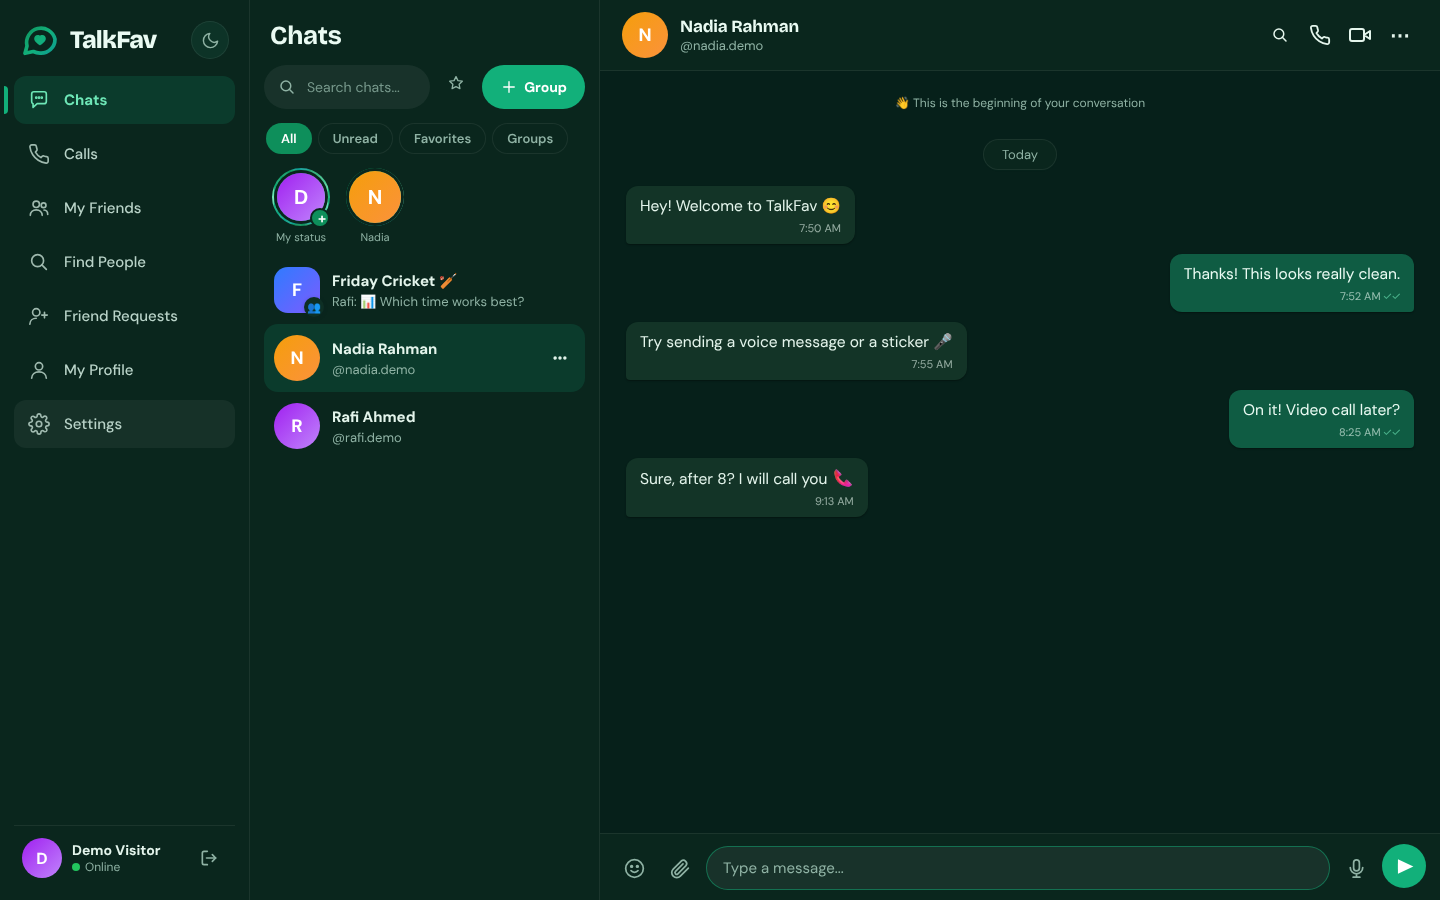 TalkFav
Chats
Calls
My Friends
Find People
Friend Requests
My Profile
Settings
D
Demo Visitor
Online
Chats
Search chats...
Group
All
Unread
Favorites
Groups
D
My status
N
Nadia
F
Friday Cricket 🏏
Rafi: 📊 Which time works best?
N
Nadia Rahman
@nadia.demo
R
Rafi Ahmed
@rafi.demo
N
Nadia Rahman
@nadia.demo
👋 This is the beginning of your conversation
Today
Hey! Welcome to TalkFav 😊
7:50 AM
Thanks! This looks really clean.
7:52 AM
Try sending a voice message or a sticker 🎤
7:55 AM
On it! Video call later?
8:25 AM
Sure, after 8? I will call you 📞
9:13 AM
Type a message...